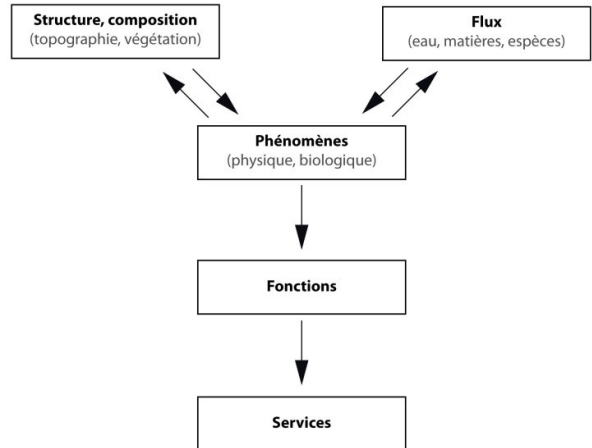 Structure, composition
(topographie, végétation)
Flux
(eau, matières, espèces)
Phénomènes
(physique, biologique)
Fonctions
Services